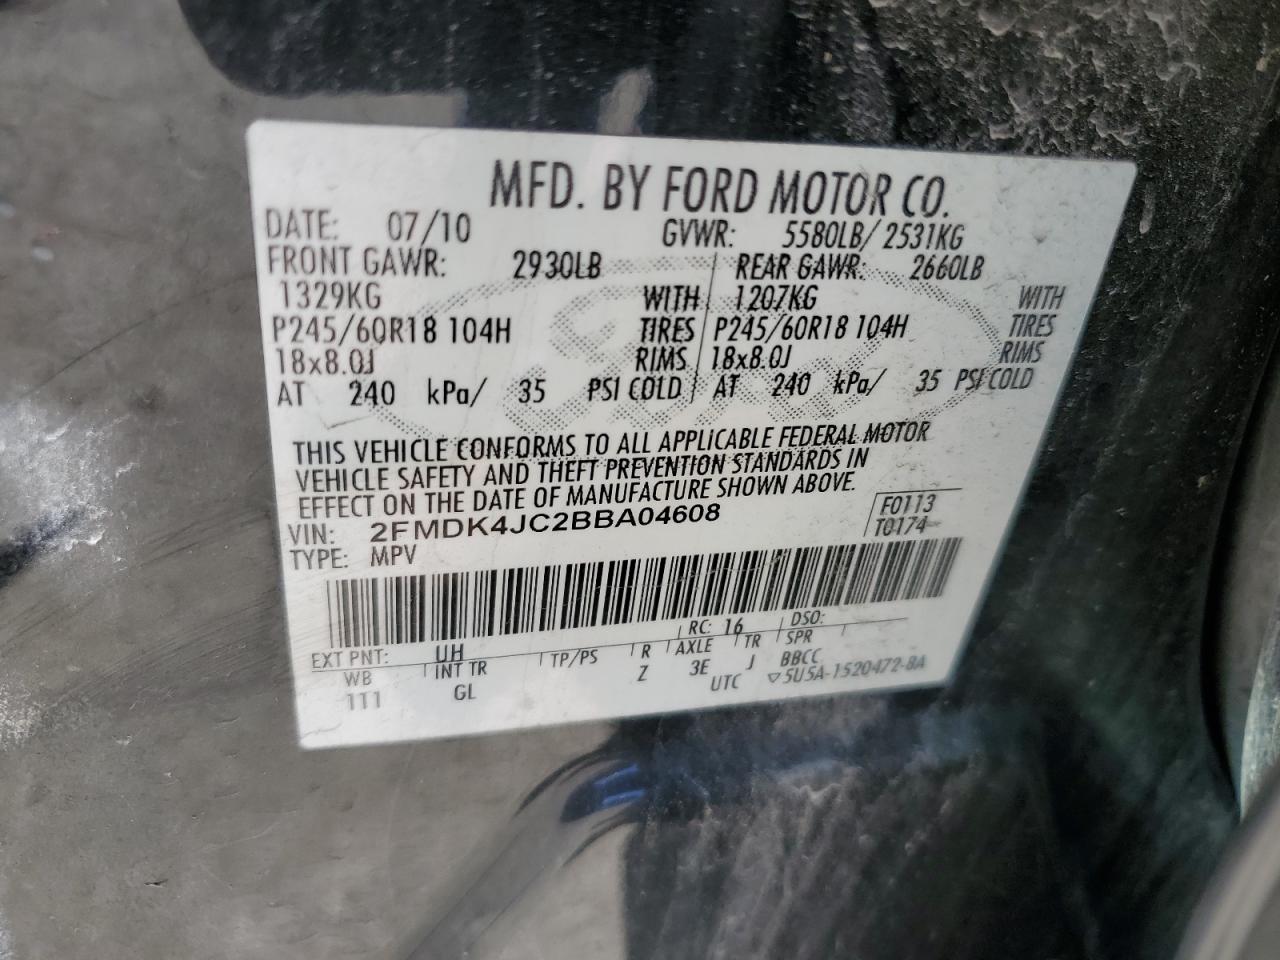 MFD. BY FORD MOTOR CO.
DATE: 07/10 GVWR: 5580LB/ 2531KG
FRONT GAWR: 2930LB REAR GAWR: 2660LB
1329KG WITH 1207KG WITH
P245/60R18 104H TIRES P245/60R18 104H TIRES
18x8.0J RIMS 18x8.0J RIMS
AT 240 kPa/ 35 PSI COLD AT 240 kPa/ 35 PSI COLD
THIS VEHICLE CONFORMS TO ALL APPLICABLE FEDERAL MOTOR
VEHICLE SAFETY AND THEFT PREVENTION STANDARDS IN
EFFECT ON THE DATE OF MANUFACTURE SHOWN ABOVE.
VIN: 2FMDK4JC2BBA04608 F0113
TYPE: MPV T0174
EXT PNT: UH RC: 16 DSO:
WB INT TR TP/PS R AXLE TR SPR
111 GL Z 3E J BBCC
UTC ▽5U5A-1520472-BA